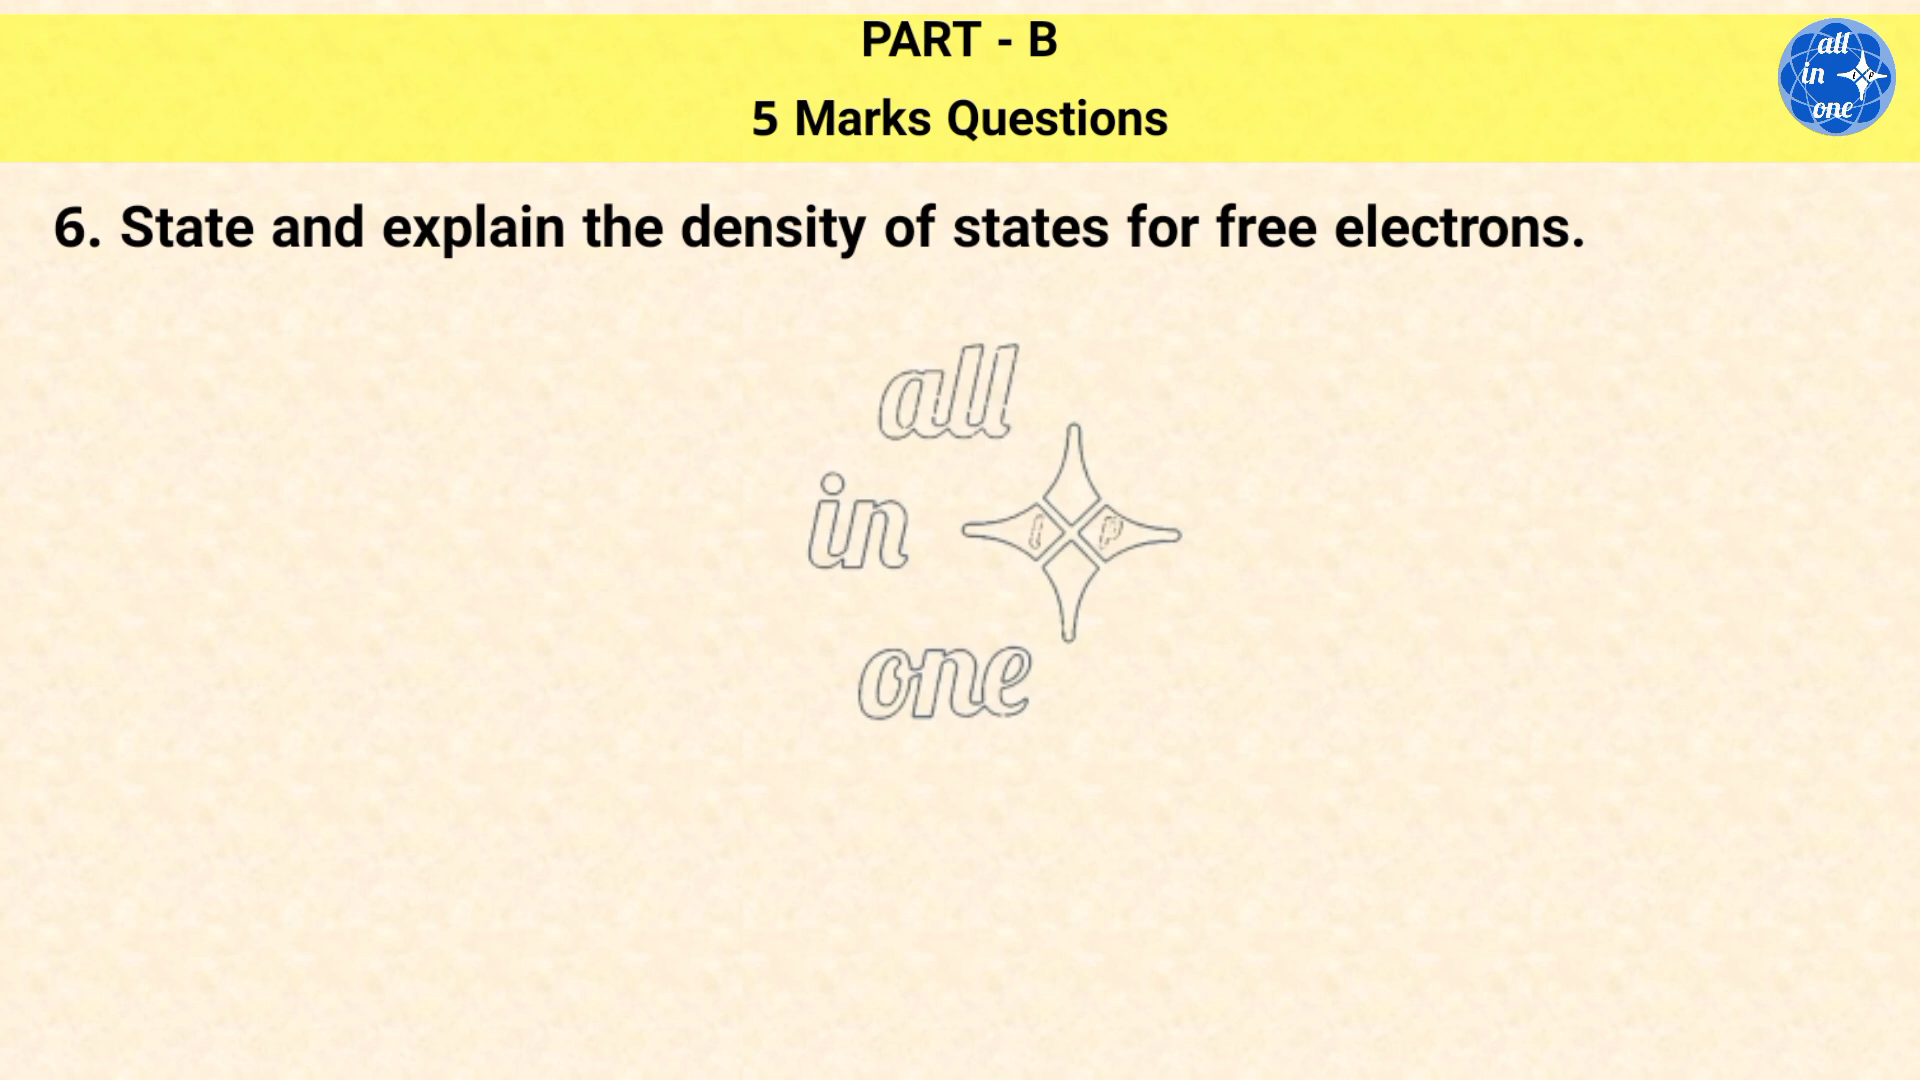 PART - B
5 Marks Questions
all
in
I P
one
6. State and explain the density of states for free electrons.
all
in
I P
one